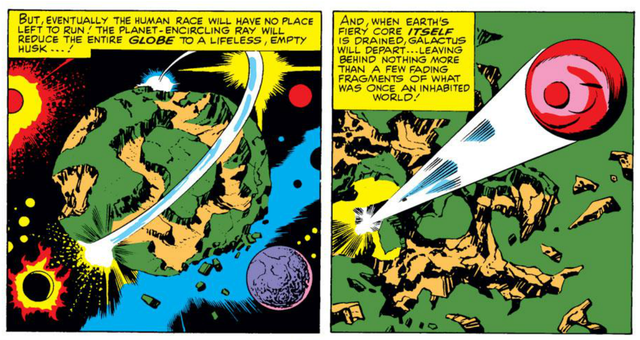 BUT, EVENTUALLY THE HUMAN RACE WILL HAVE NO PLACE
LEFT TO RUN! THE PLANET-ENCIRCLING RAY WILL
REDUCE THE ENTIRE GLOBE TO A LIFELESS, EMPTY
HUSK ---!
AND, WHEN EARTH'S
FIERY CORE ITSELF
IS DRAINED, GALACTUS
WILL DEPART...LEAVING
BEHIND NOTHING MORE
THAN A FEW FADING
FRAGMENTS OF WHAT
WAS ONCE AN INHABITED
WORLD!